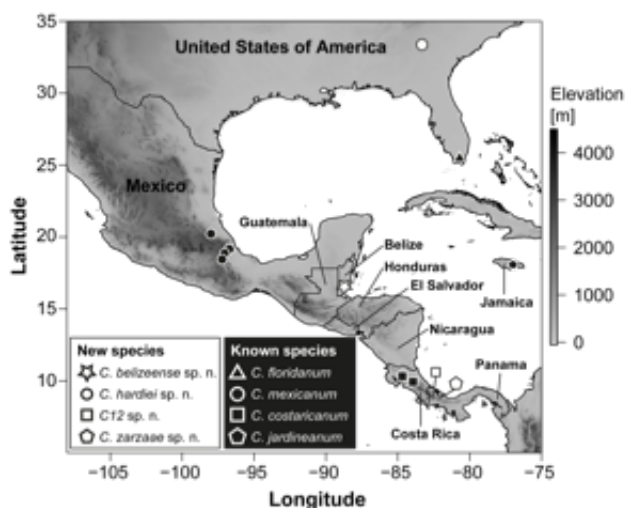 35
United States of America
30
Elevation
[m]
25
4000
Mexico
3000
Latitude
Guatemala
20
Belize
2000
Honduras
El Salvador
1000
15
Jamaica
0
Nicaragua
New species
Known species
C. belizeense sp. n.
C. floridanum
Panama
C. hardiei sp. n.
C. mexicanum
10
C12 sp. n.
C. costaricanum
C. zarzaae sp. n.
C. jardineanum
Costa Rica
−105 −100 −95 −90 −85 −80 −75
Longitude